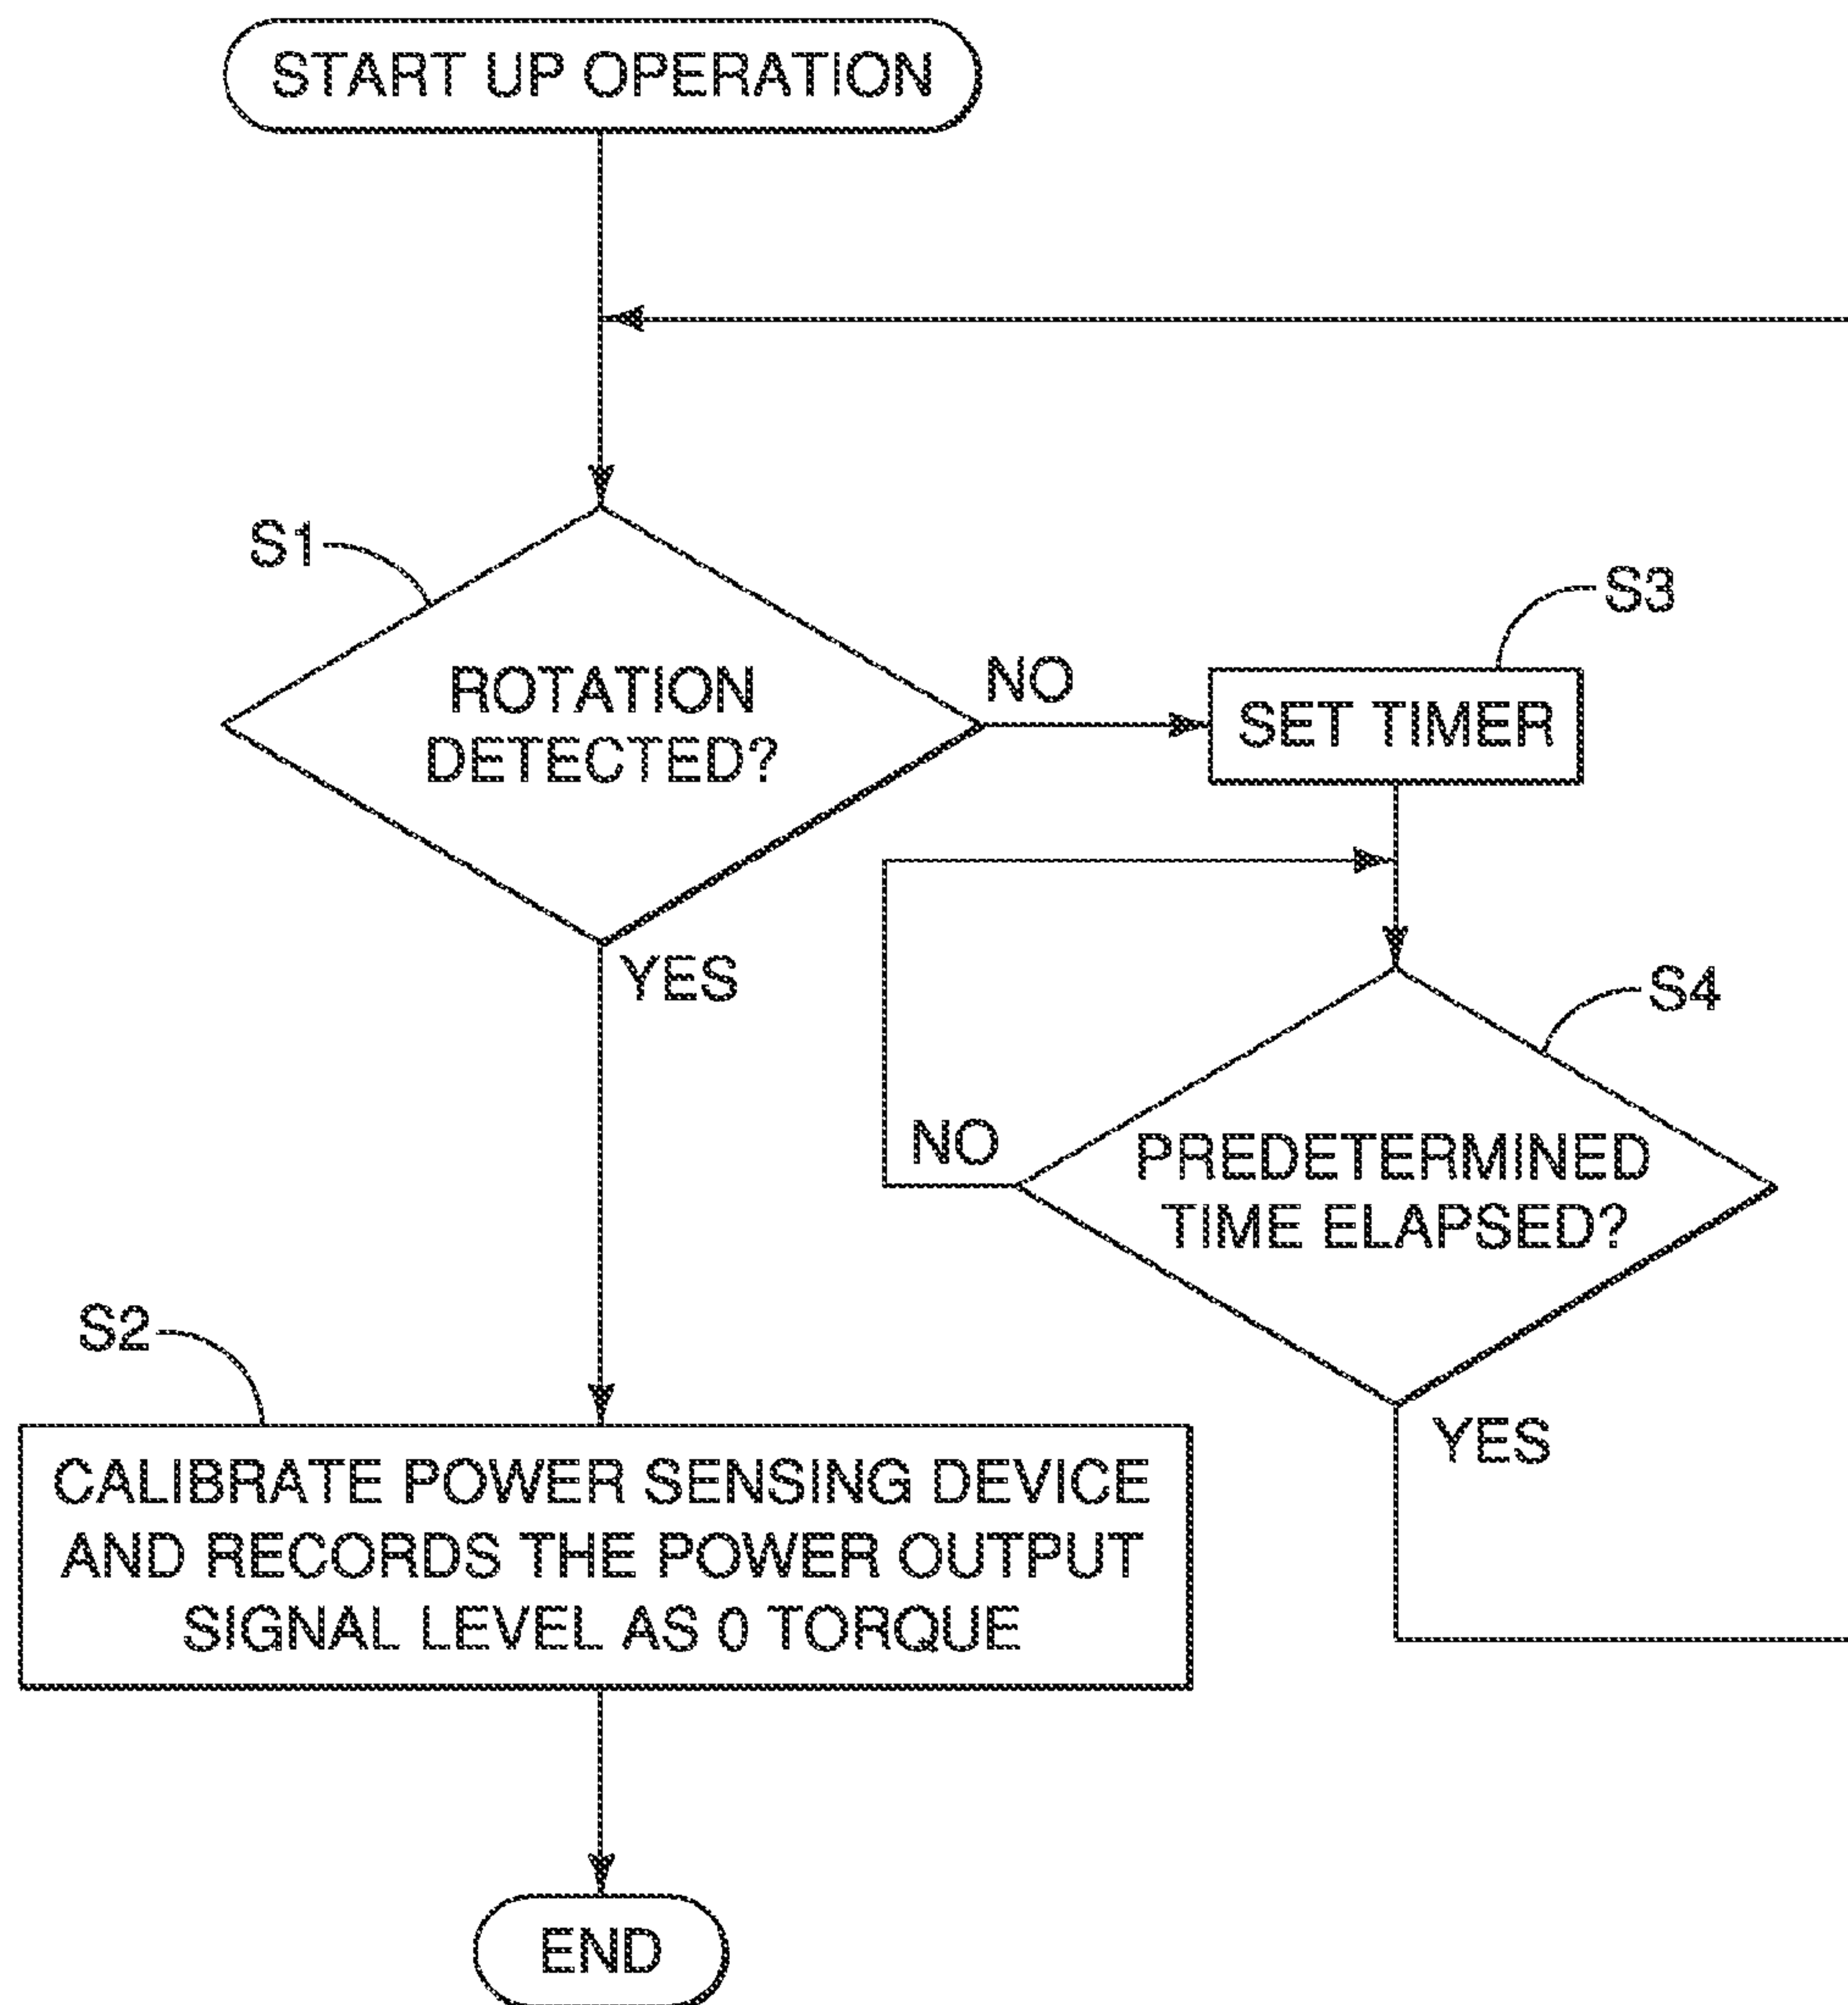 START UP OPERATION
S1
ROTATION
DETECTED?
NO
YES
S3
SET TIMER
S4
PREDETERMINED
TIME ELAPSED?
NO
YES
S2
CALIBRATE POWER SENSING DEVICE
AND RECORDS THE POWER OUTPUT
SIGNAL LEVEL AS 0 TORQUE
END